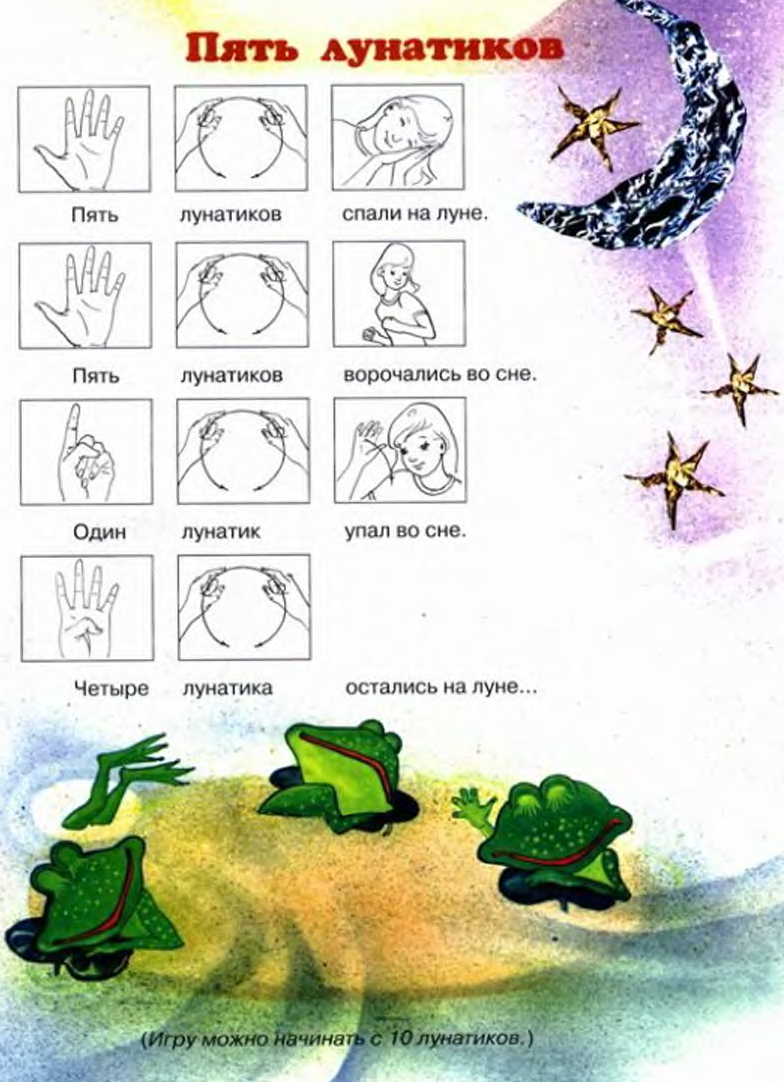 Пять лунатиков
Пять лунатиков спали на луне.
Пять лунатиков ворочались во сне.
Один лунатик упал во сне.
Четыре лунатика остались на луне...
(Игру можно начинать с 10 лунатиков.)